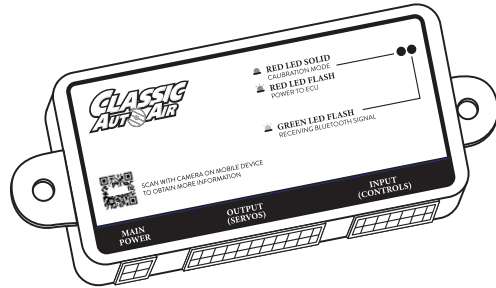 CLASSIC
AUTO AIR
RED LED SOLID
CALIBRATION MODE
RED LED FLASH
POWER TO ECU
GREEN LED FLASH
RECEIVING BLUETOOTH SIGNAL
SCAN WITH CAMERA ON MOBILE DEVICE
TO OBTAIN MORE INFORMATION
MAIN
POWER
OUTPUT
(SERVOS)
INPUT
(CONTROLS)